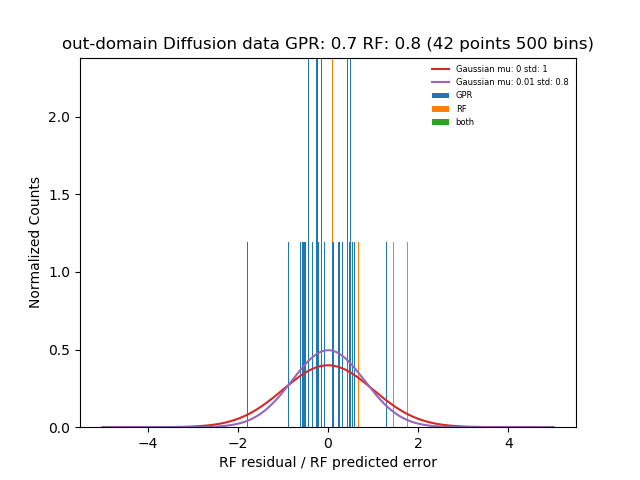 out-domain Diffusion data GPR: 0.7 RF: 0.8 (42 points 500 bins)
Gaussian mu: 0 std: 1
Gaussian mu: 0.01 std: 0.8
GPR
RF
both
Normalized Counts
2.0
1.5
1.0
0.5
0.0
−4
−2
0
2
4
RF residual / RF predicted error